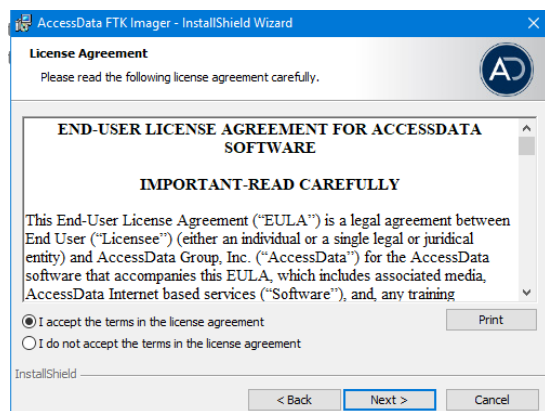 AccessData FTK Imager - InstallShield Wizard
License Agreement
Please read the following license agreement carefully.
AD
END-USER LICENSE AGREEMENT FOR ACCESSDATA
SOFTWARE
IMPORTANT-READ CAREFULLY
This End-User License Agreement (“EULA”) is a legal agreement between
End User (“Licensee”) (either an individual or a single legal or juridical
entity) and AccessData Group, Inc. (“AccessData”) for the AccessData
software that accompanies this EULA, which includes associated media,
AccessData Internet based services (“Software”), and, any training
I accept the terms in the license agreement
Print
I do not accept the terms in the license agreement
InstallShield
< Back
Next >
Cancel